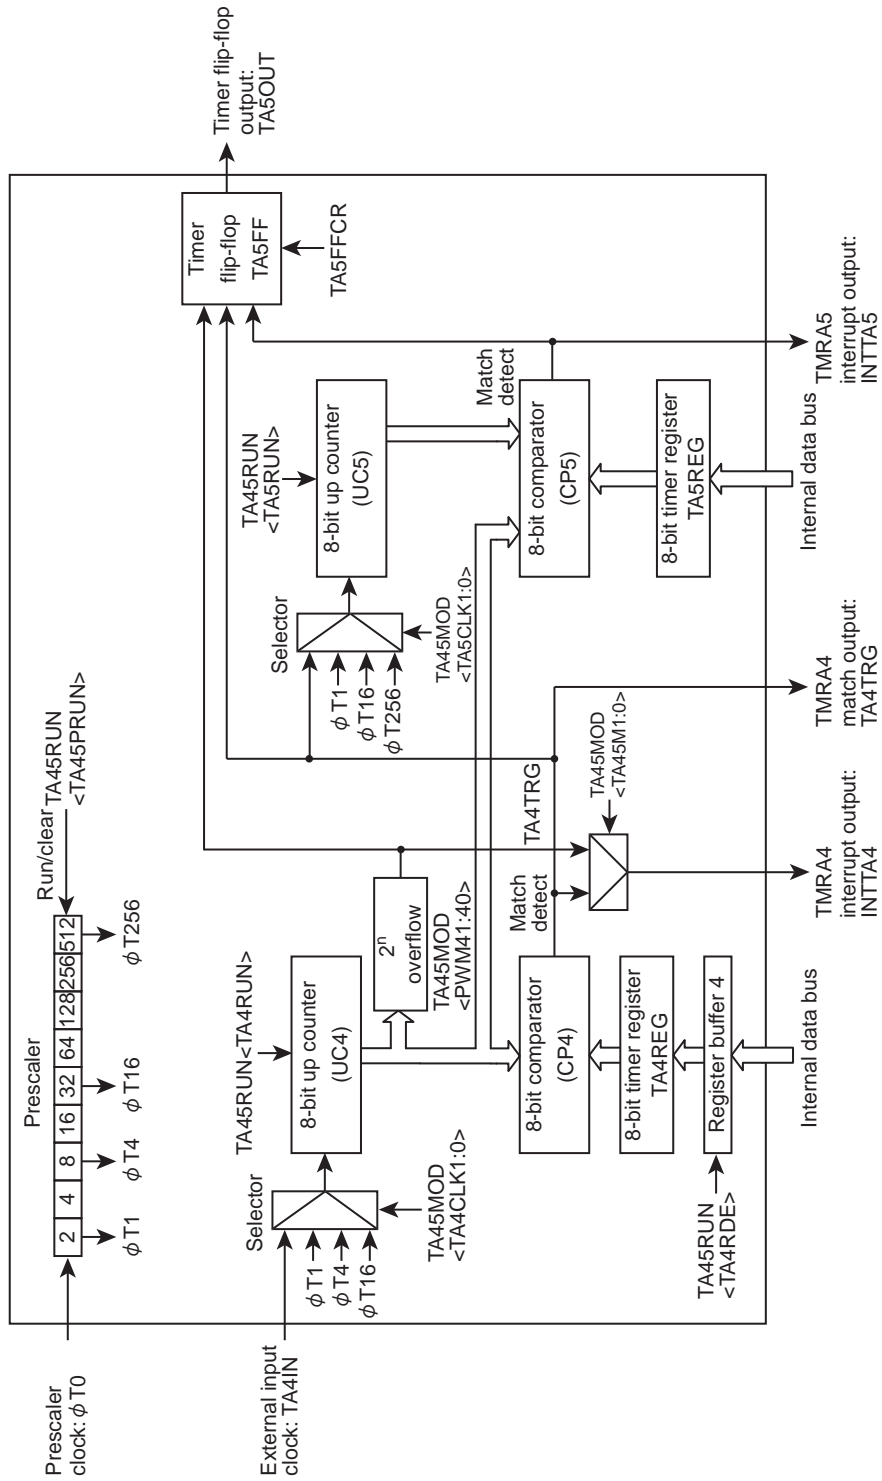 Prescaler
clock: φT0
Prescaler
2
4
8
16
32
64
128
256
512
Run/clear
TA45RUN
<TA45PRUN>
φT1
φT4
φT16
φT256
External input
clock: TA4IN
Selector
φT1
φT4
φT16
TA45MOD
<TA4CLK1:0>
TA45RUN<TA4RUN>
8-bit up counter
(UC4)
2n
overflow
TA45MOD
<PWM41:40>
Selector
φT1
φT16
φT256
TA45MOD
<TA5CLK1:0>
TA45RUN
<TA5RUN>
8-bit up counter
(UC5)
Timer
flip-flop
TA5FF
TA5FFCR
Timer flip-flop
output:
TA5OUT
8-bit comparator
(CP4)
Match
detect
TA4TRG
TA45MOD
<TA45M1:0>
8-bit comparator
(CP5)
Match
detect
8-bit timer register
TA4REG
8-bit timer register
TA5REG
Register buffer 4
TA45RUN
<TA4RDE>
Internal data bus
TMRA4
interrupt output:
INTTA4
TMRA4
match output:
TA4TRG
Internal data bus
TMRA5
interrupt output:
INTTA5